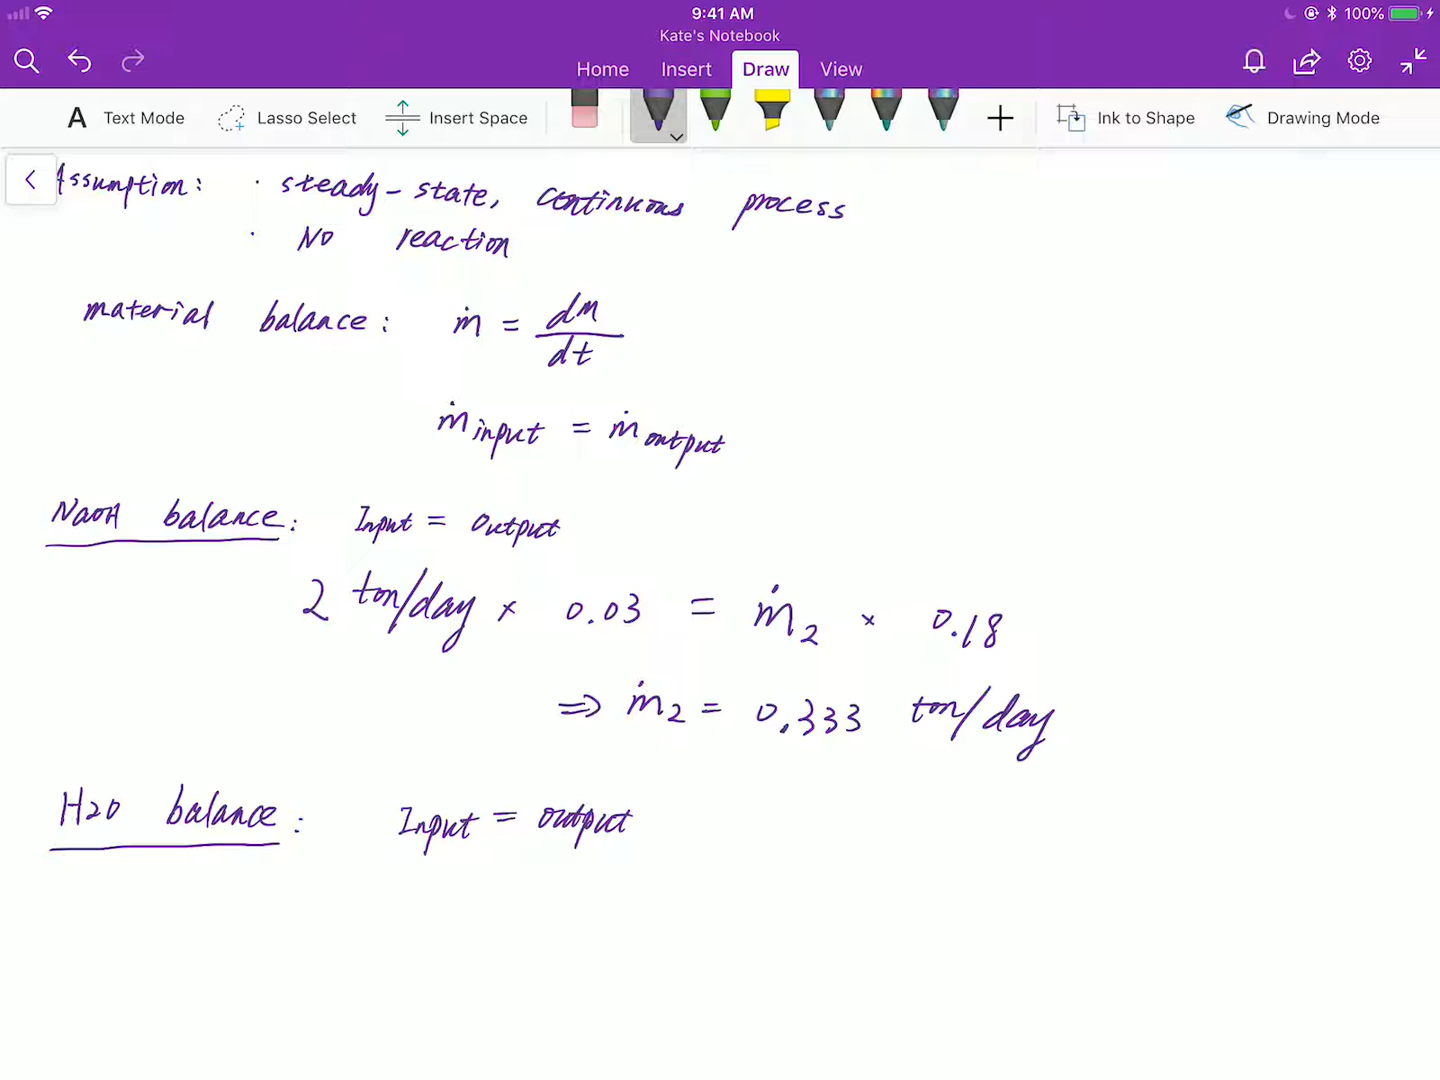 9:41 AM
100%
Kate's Notebook
Home Insert Draw View
A Text Mode Lasso Select Insert Space Ink to Shape Drawing Mode
Assumption: · steady-state, continuous process
· No reaction
material balance: ṁ = dm/dt
ṁ input = ṁ output
NaOH balance: Input = Output
2 ton/day × 0.03 = ṁ2 × 0.18
⇒ ṁ2 = 0.333 ton/day
H2O balance: Input = output